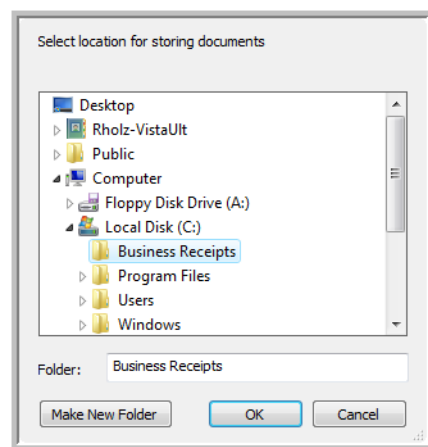 Select location for storing documents
Desktop
Rholz-VistaUlt
Public
Computer
Floppy Disk Drive (A:)
Local Disk (C:)
Business Receipts
Program Files
Users
Windows
Folder: Business Receipts
Make New Folder OK Cancel